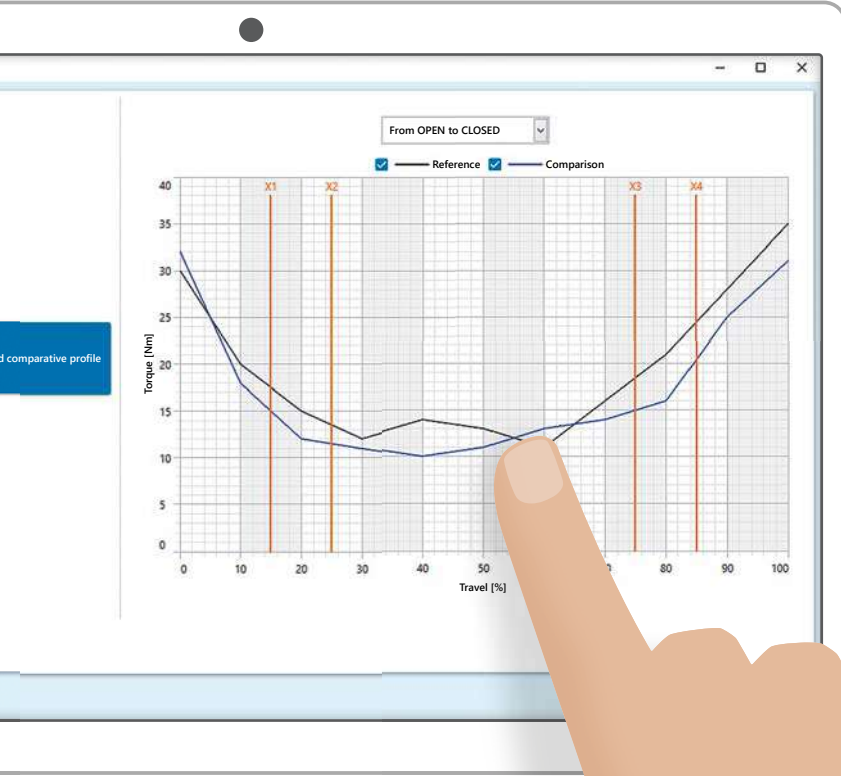 From OPEN to CLOSED
Reference Comparison
40
X1 X2 X3 X4
35
30
25
d comparative profile
20
Torque [Nm]
15
10
5
0
0 10 20 30 40 50 80 90 100
Travel [%]